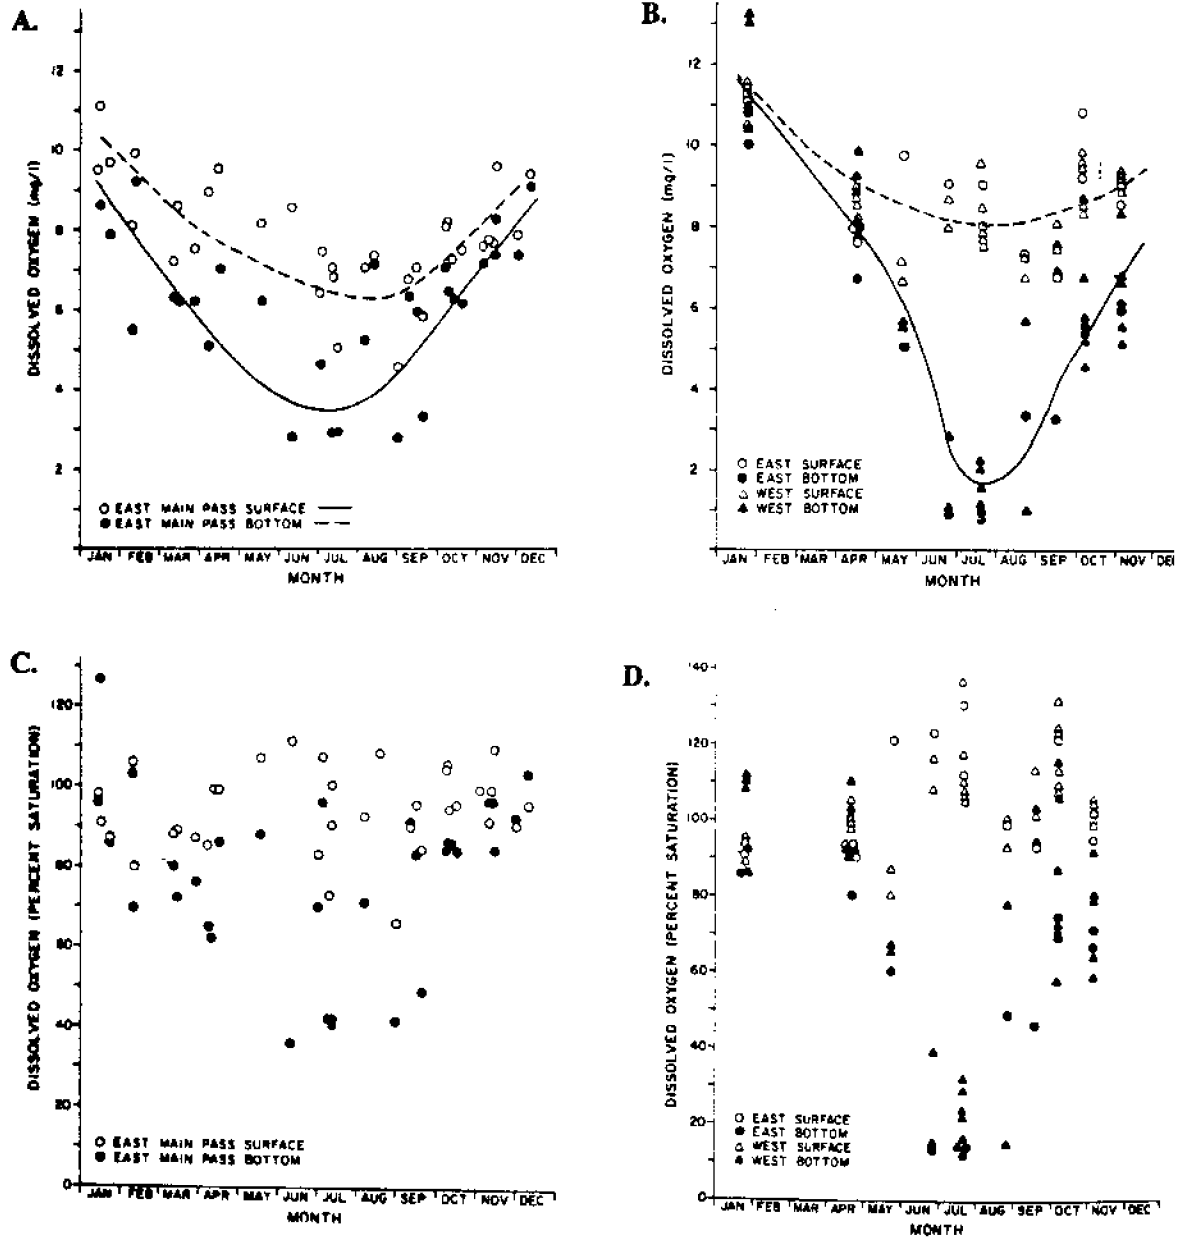 A.
DISSOLVED OXYGEN (mg/l)
12
10
8
6
4
2
EAST MAIN PASS SURFACE
EAST MAIN PASS BOTTOM
JAN FEB MAR APR MAY JUN JUL AUG SEP OCT NOV DEC
MONTH
B.
DISSOLVED OXYGEN (mg/l)
12
10
8
6
4
2
EAST SURFACE
EAST BOTTOM
WEST SURFACE
WEST BOTTOM
JAN FEB MAR APR MAY JUN JUL AUG SEP OCT NOV DE
MONTH
C.
DISSOLVED OXYGEN (PERCENT SATURATION)
120
100
80
60
40
20
0
EAST MAIN PASS SURFACE
EAST MAIN PASS BOTTOM
JAN FEB MAR APR MAY JUN JUL AUG SEP OCT NOV DEC
MONTH
D.
DISSOLVED OXYGEN (PERCENT SATURATION)
140
120
100
80
60
40
20
0
EAST SURFACE
EAST BOTTOM
WEST SURFACE
WEST BOTTOM
JAN FEB MAR APR MAY JUN JUL AUG SEP OCT NOV DEC
MONTH